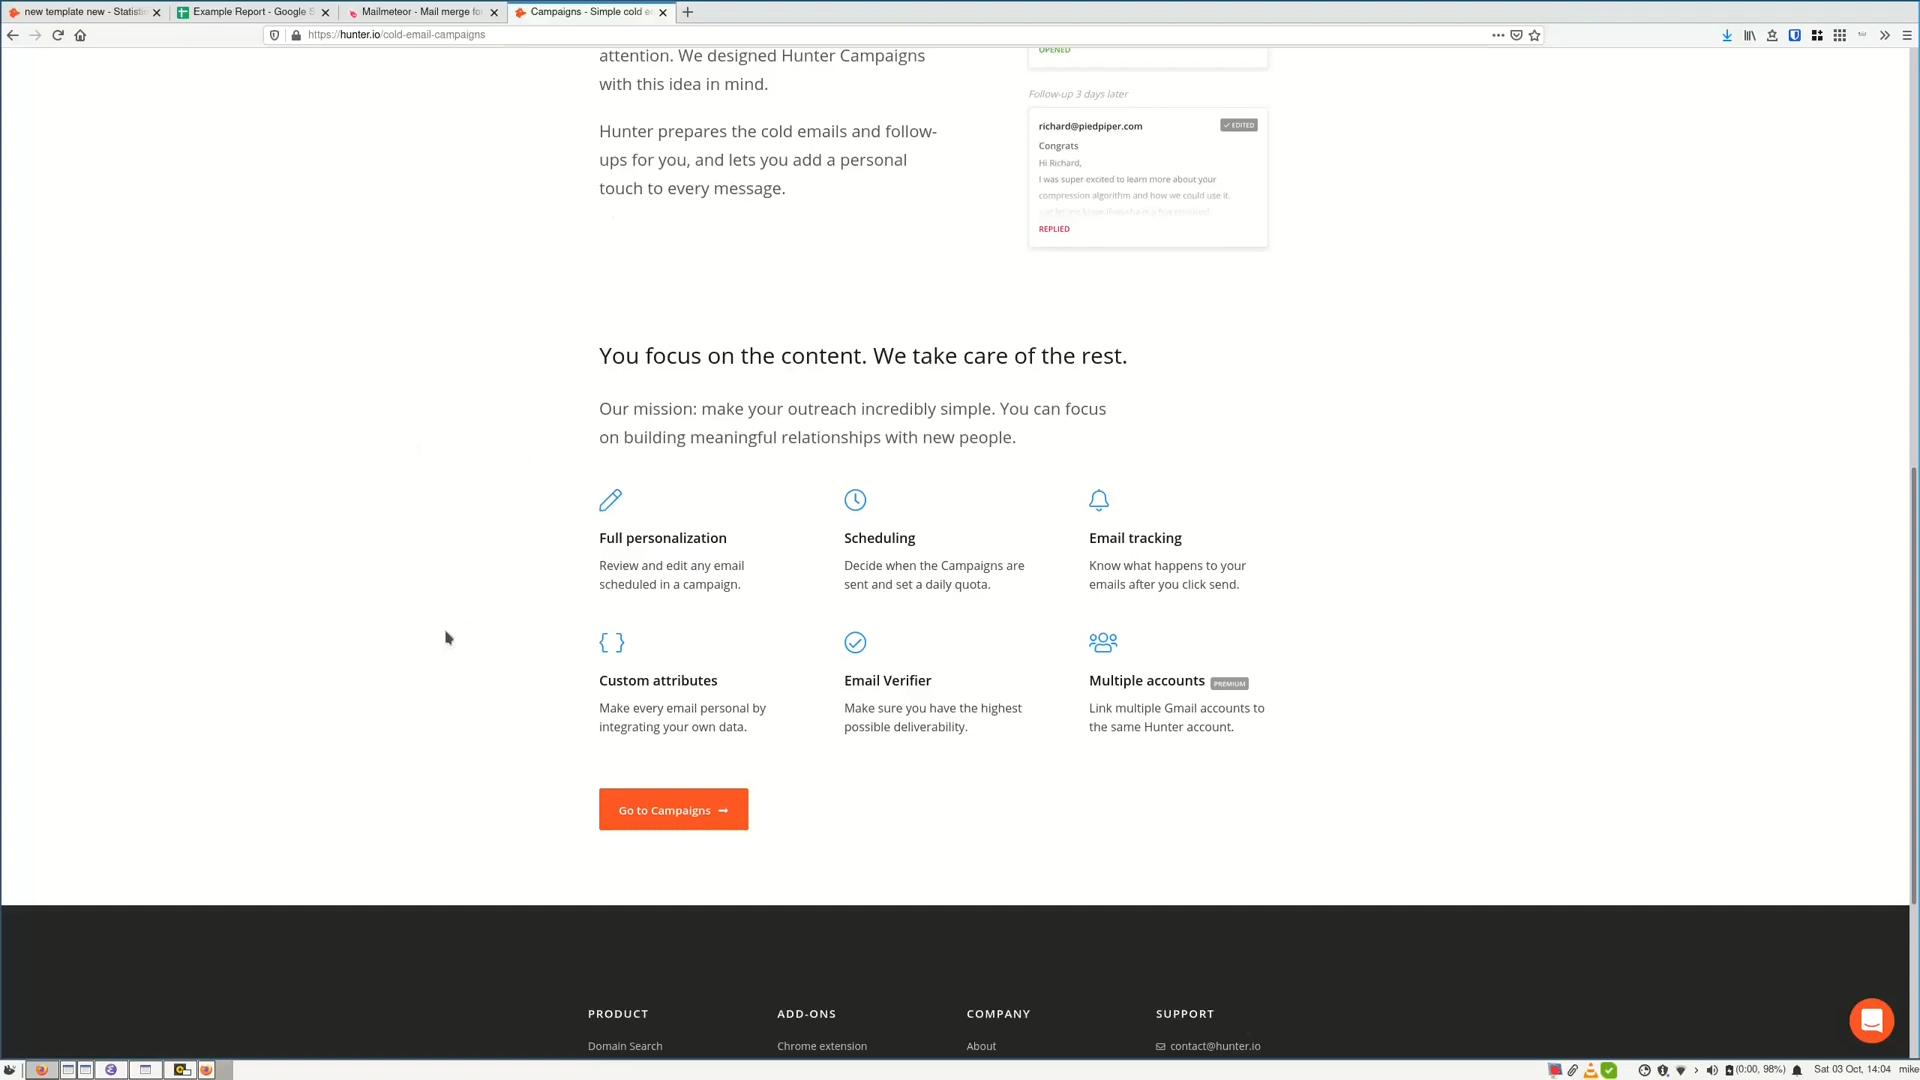 new template new - Statisti
Example Report - Google S
Mailmeteor - Mail merge fo
Campaigns - Simple cold e
https://hunter.io/cold-email-campaigns
attention. We designed Hunter Campaigns
with this idea in mind.
Hunter prepares the cold emails and follow-
ups for you, and lets you add a personal
touch to every message.
OPENED
Follow-up 3 days later
richard@piedpiper.com
EDITED
Congrats
Hi Richard,
I was super excited to learn more about your
compression algorithm and how we could use it.
REPLIED
You focus on the content. We take care of the rest.
Our mission: make your outreach incredibly simple. You can focus
on building meaningful relationships with new people.
Full personalization
Review and edit any email
scheduled in a campaign.
Scheduling
Decide when the Campaigns are
sent and set a daily quota.
Email tracking
Know what happens to your
emails after you click send.
Custom attributes
Make every email personal by
integrating your own data.
Email Verifier
Make sure you have the highest
possible deliverability.
Multiple accounts PREMIUM
Link multiple Gmail accounts to
the same Hunter account.
Go to Campaigns →
PRODUCT
Domain Search
ADD-ONS
Chrome extension
COMPANY
About
SUPPORT
contact@hunter.io
(0:00, 98%)
Sat 03 Oct, 14:04
mike